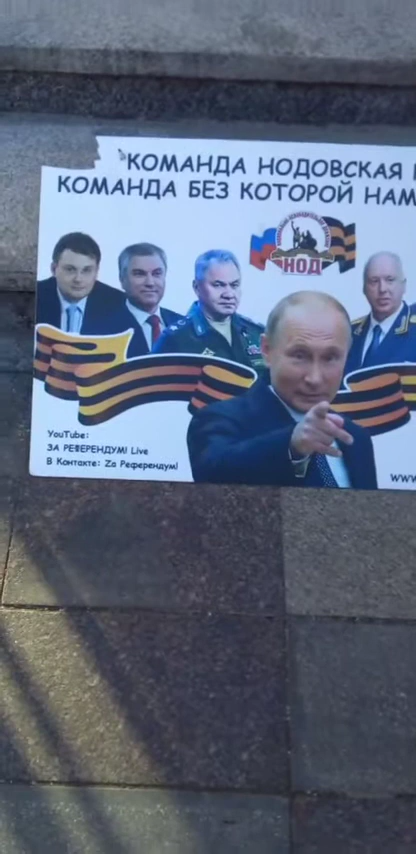 КОМАНДА НОДОВСКАЯ
КОМАНДА БЕЗ КОТОРОЙ НАМ
НОД
YouTube:
ЗА РЕФЕРЕНДУМ! Live
В Контакте: Za Референдум!
www